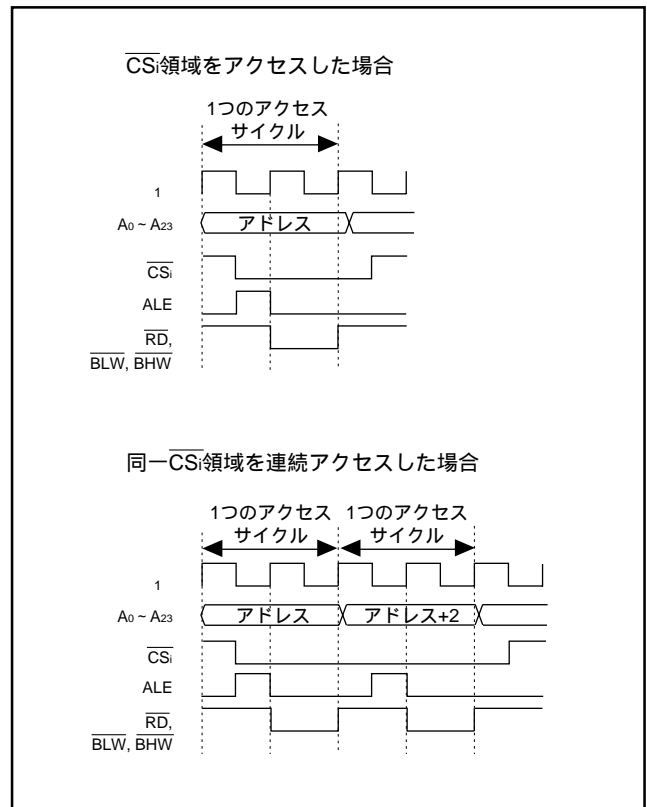 CSi領域をアクセスした場合
1つのアクセス
サイクル
1
A0 ~ A23
アドレス
CSi
ALE
RD,
BLW, BHW
同一CSi領域を連続アクセスした場合
1つのアクセス 1つのアクセス
サイクル サイクル
1
A0 ~ A23
アドレス アドレス+2
CSi
ALE
RD,
BLW, BHW